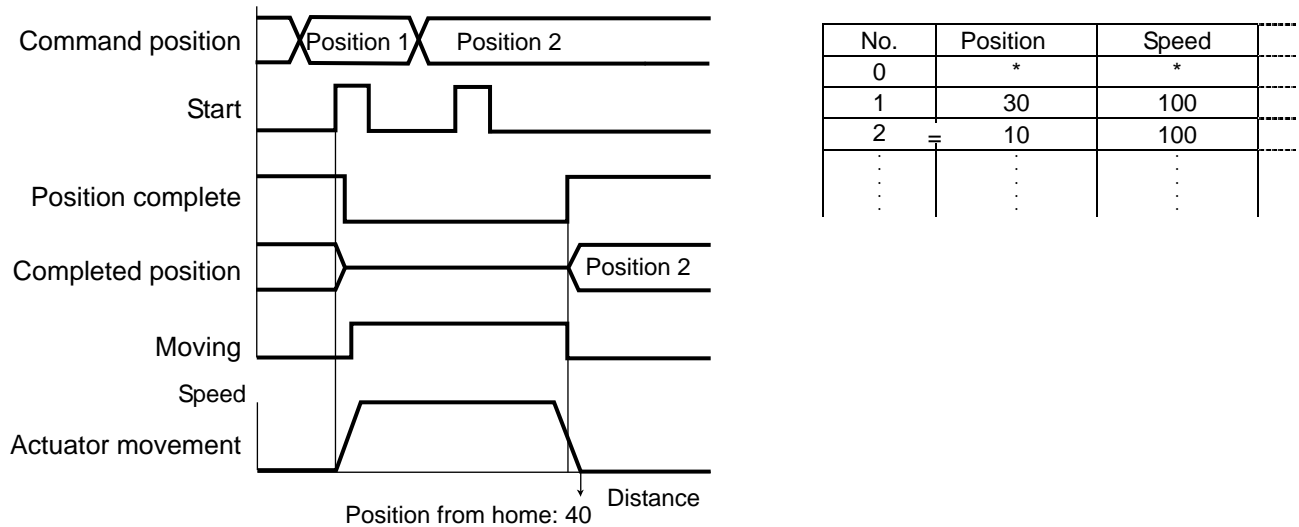 Command position
Position 1
Position 2
Start
Position complete
Completed position
Position 2
Moving
Speed
Actuator movement
Distance
Position from home: 40
No. Position Speed
0 * *
1 30 100
2 = 10 100